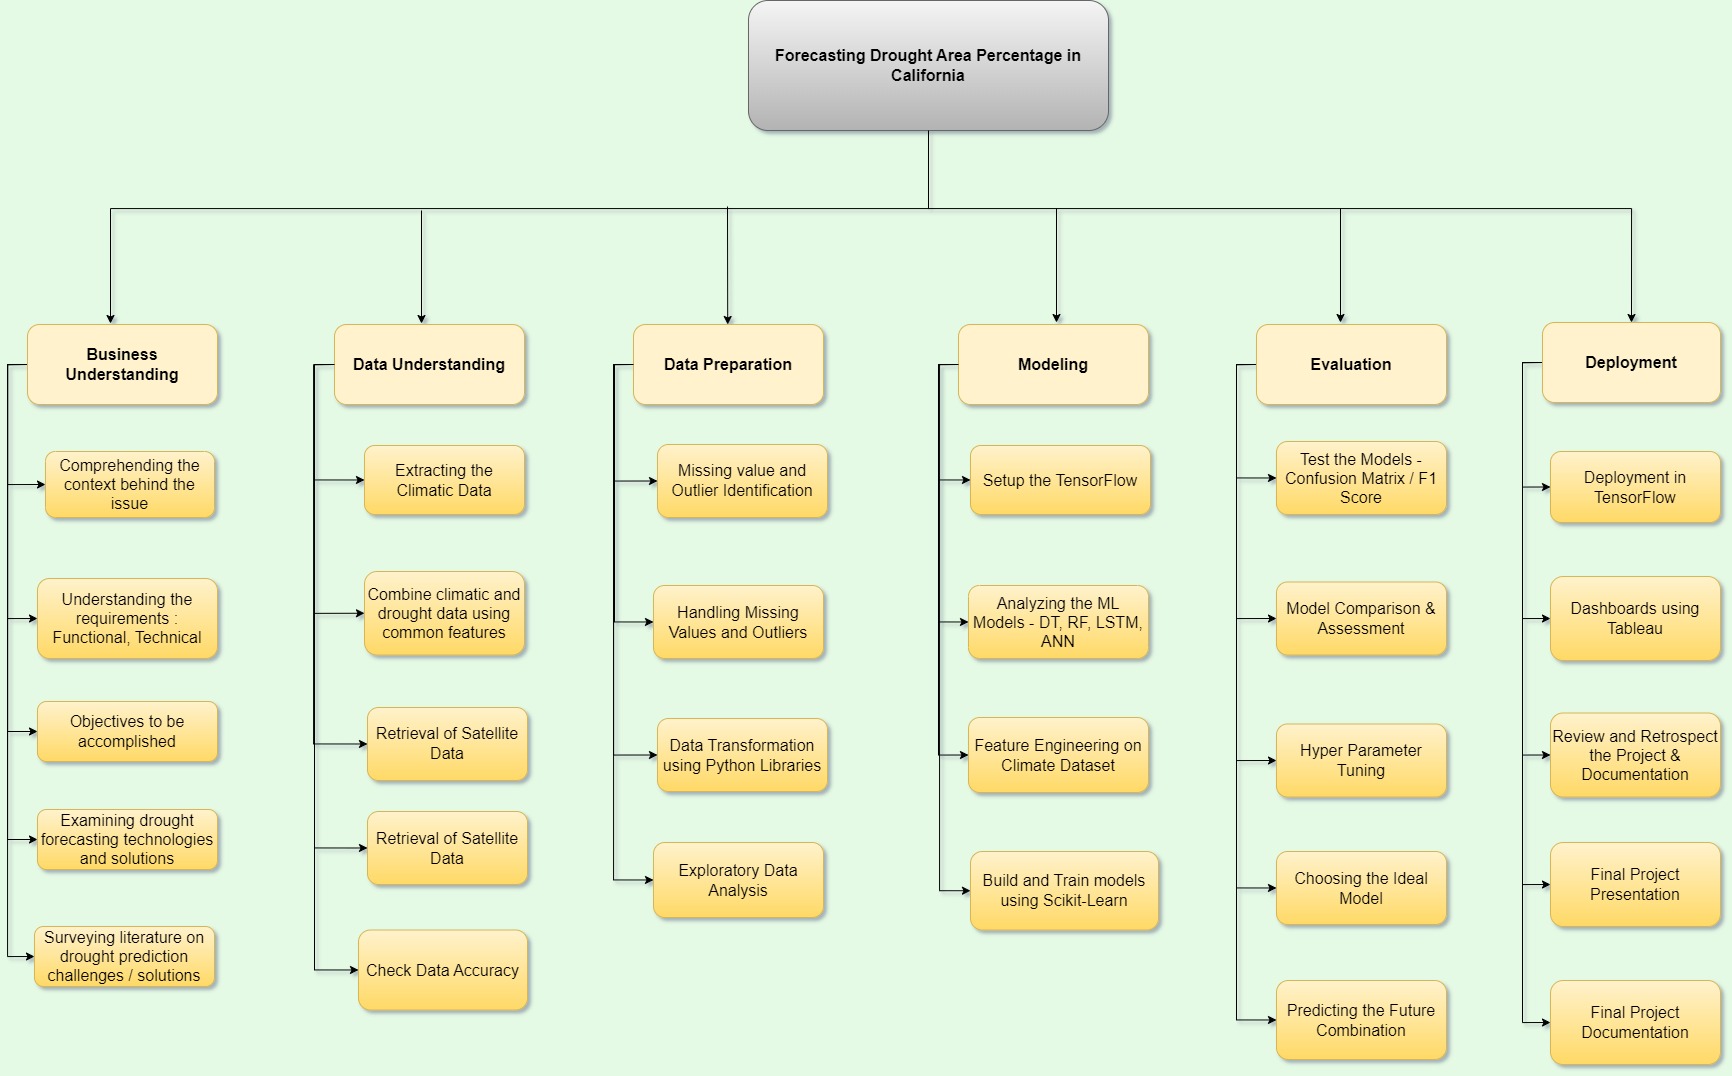 Forecasting Drought Area Percentage in
California
Business
Understanding
Comprehending the
context behind the
issue
Understanding the
requirements :
Functional, Technical
Objectives to be
accomplished
Examining drought
forecasting technologies
and solutions
Surveying literature on
drought prediction
challenges / solutions
Data Understanding
Extracting the
Climatic Data
Combine climatic and
drought data using
common features
Retrieval of Satellite
Data
Retrieval of Satellite
Data
Check Data Accuracy
Data Preparation
Missing value and
Outlier Identification
Handling Missing
Values and Outliers
Data Transformation
using Python Libraries
Exploratory Data
Analysis
Modeling
Setup the TensorFlow
Analyzing the ML
Models - DT, RF, LSTM,
ANN
Feature Engineering on
Climate Dataset
Build and Train models
using Scikit-Learn
Evaluation
Test the Models -
Confusion Matrix / F1
Score
Model Comparison &
Assessment
Hyper Parameter
Tuning
Choosing the Ideal
Model
Predicting the Future
Combination
Deployment
Deployment in
TensorFlow
Dashboards using
Tableau
Review and Retrospect
the Project &
Documentation
Final Project
Presentation
Final Project
Documentation